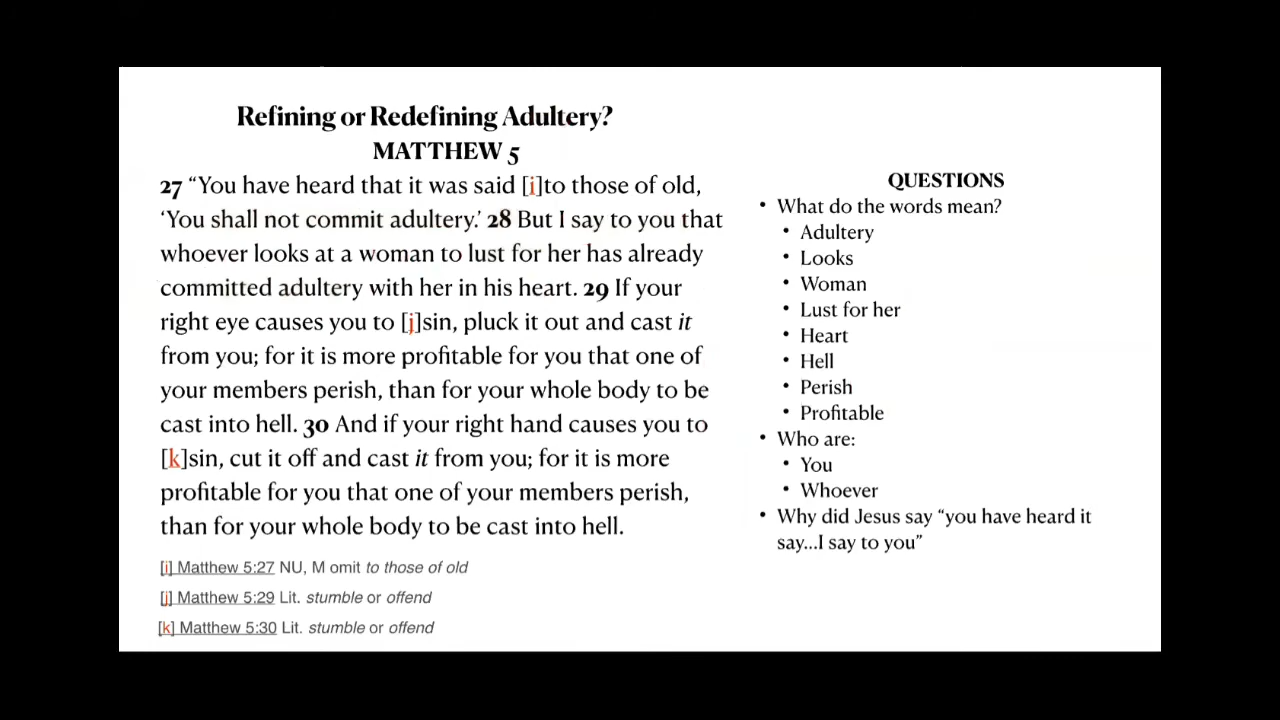 Refining or Redefining Adultery?
MATTHEW 5
27 “You have heard that it was said [i]to those of old,
‘You shall not commit adultery.’ 28 But I say to you that
whoever looks at a woman to lust for her has already
committed adultery with her in his heart. 29 If your
right eye causes you to [j]sin, pluck it out and cast it
from you; for it is more profitable for you that one of
your members perish, than for your whole body to be
cast into hell. 30 And if your right hand causes you to
[k]sin, cut it off and cast it from you; for it is more
profitable for you that one of your members perish,
than for your whole body to be cast into hell.
[i] Matthew 5:27 NU, M omit to those of old
[j] Matthew 5:29 Lit. stumble or offend
[k] Matthew 5:30 Lit. stumble or offend
QUESTIONS
• What do the words mean?
• Adultery
• Looks
• Woman
• Lust for her
• Heart
• Hell
• Perish
• Profitable
• Who are:
• You
• Whoever
• Why did Jesus say “you have heard it
say...I say to you”